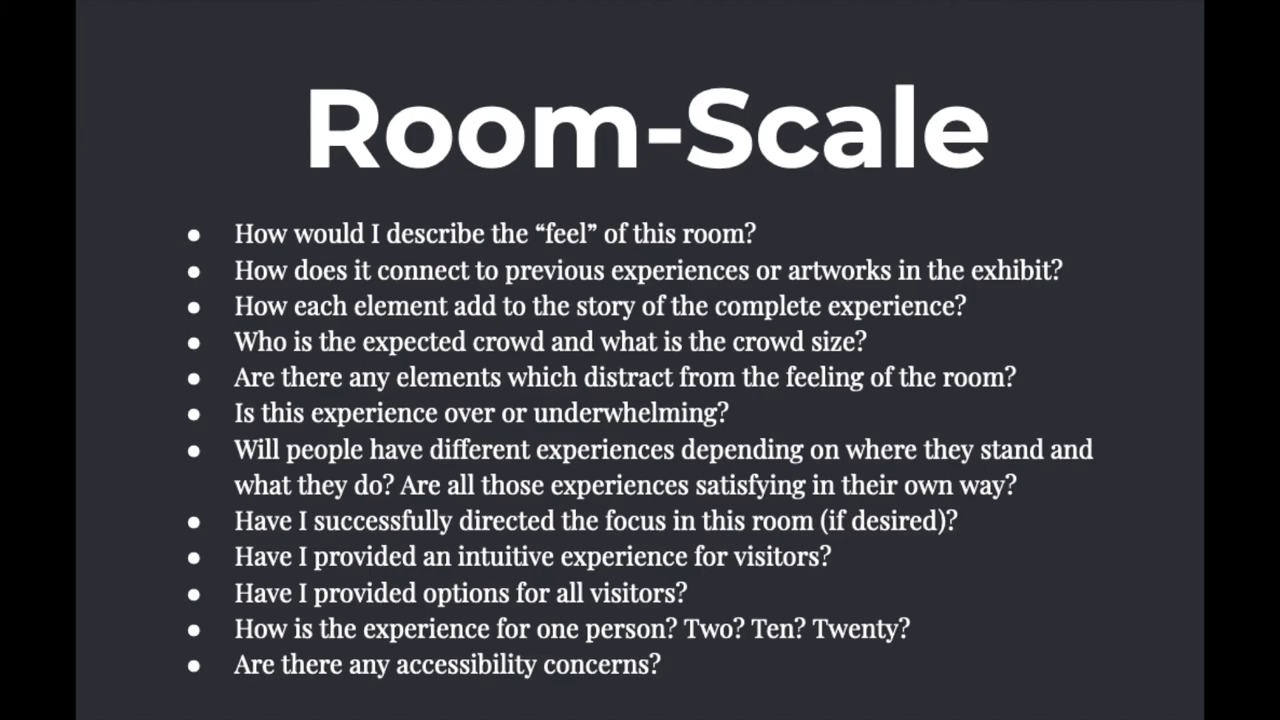 Room-Scale
● How would I describe the “feel” of this room?
● How does it connect to previous experiences or artworks in the exhibit?
● How each element add to the story of the complete experience?
● Who is the expected crowd and what is the crowd size?
● Are there any elements which distract from the feeling of the room?
● Is this experience over or underwhelming?
● Will people have different experiences depending on where they stand and
what they do? Are all those experiences satisfying in their own way?
● Have I successfully directed the focus in this room (if desired)?
● Have I provided an intuitive experience for visitors?
● Have I provided options for all visitors?
● How is the experience for one person? Two? Ten? Twenty?
● Are there any accessibility concerns?